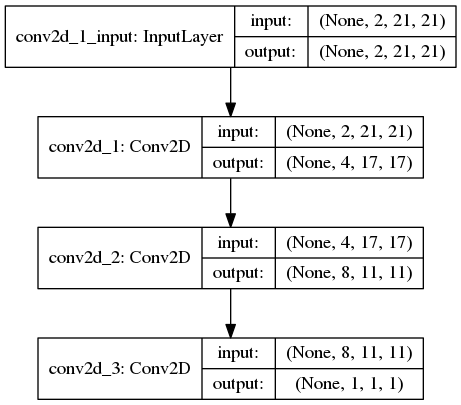 conv2d_1_input: InputLayer
input: (None, 2, 21, 21)
output: (None, 2, 21, 21)
conv2d_1: Conv2D
input: (None, 2, 21, 21)
output: (None, 4, 17, 17)
conv2d_2: Conv2D
input: (None, 4, 17, 17)
output: (None, 8, 11, 11)
conv2d_3: Conv2D
input: (None, 8, 11, 11)
output: (None, 1, 1, 1)